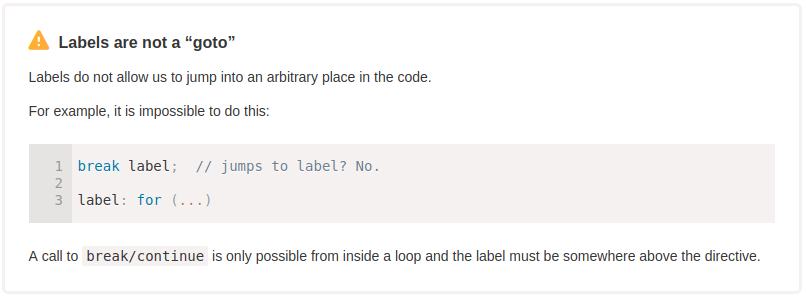 Labels are not a “goto”
Labels do not allow us to jump into an arbitrary place in the code.
For example, it is impossible to do this:
1 break label;  // jumps to label? No.
2
3 label: for (...)
A call to break/continue is only possible from inside a loop and the label must be somewhere above the directive.